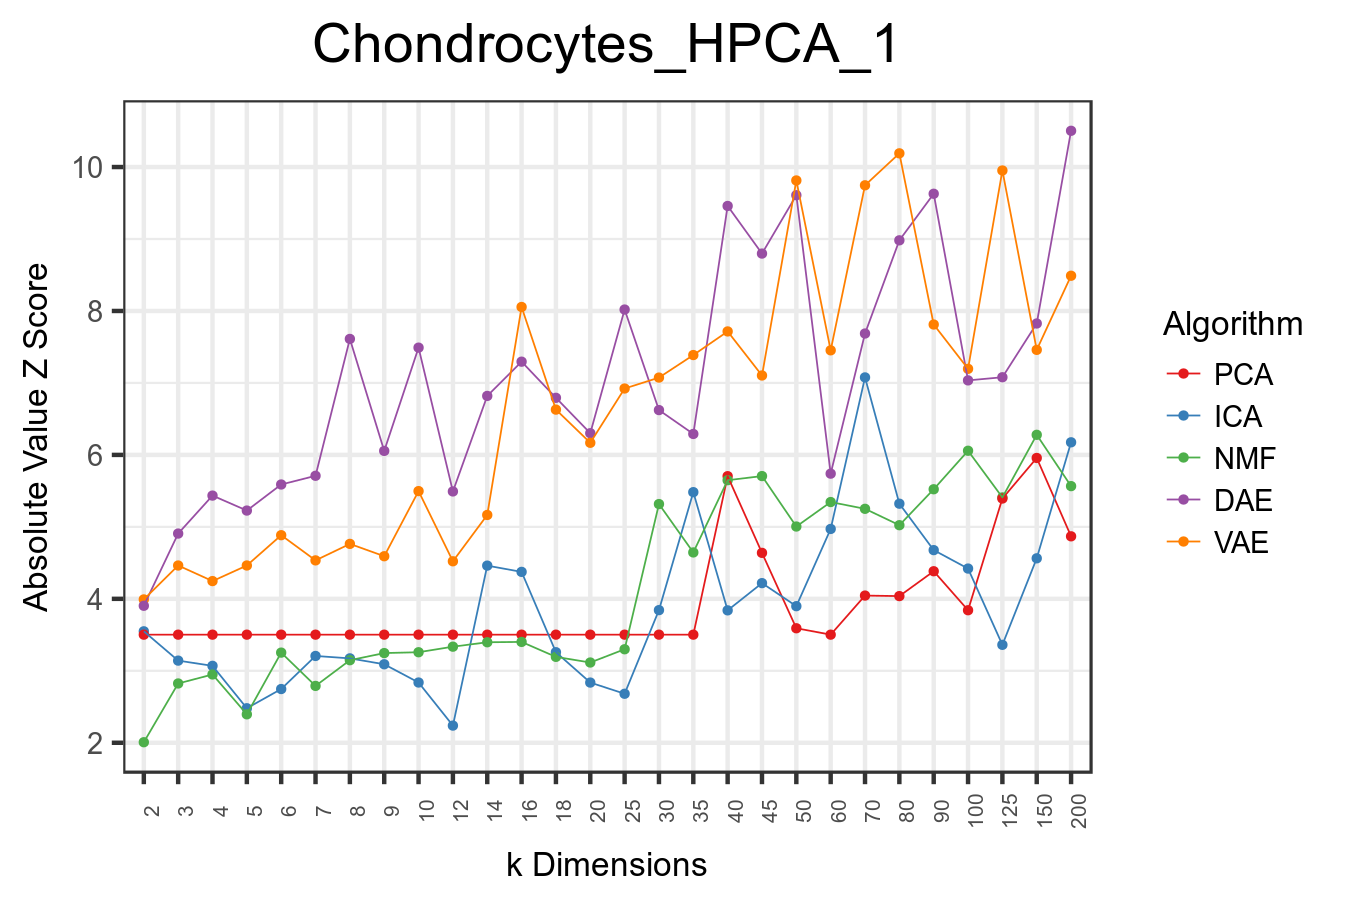 Chondrocytes_HPCA_1
Absolute Value Z Score
10
8
6
4
2
2 3 4 5 6 7 8 9 10 12 14 16 18 20 25 30 35 40 45 50 60 70 80 90 100 125 150 200
k Dimensions
Algorithm
PCA
ICA
NMF
DAE
VAE